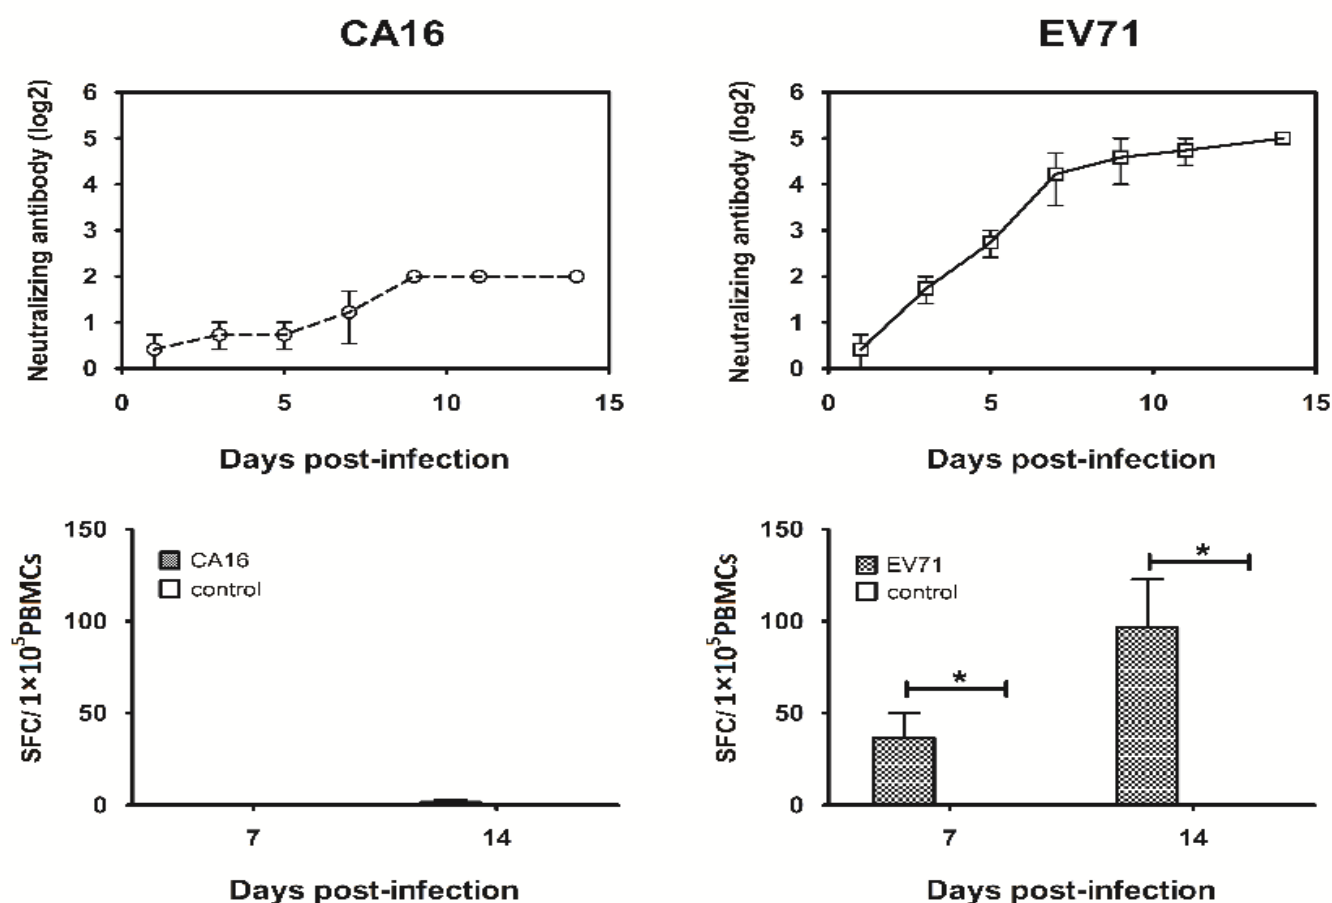 CA16
EV71
Neutralizing antibody (log2)
6
5
4
3
2
1
0
0
5
10
15
Days post-infection
Neutralizing antibody (log2)
6
5
4
3
2
1
0
0
5
10
15
Days post-infection
SFC/1×10⁵PBMCs
150
100
50
0
CA16
control
7
14
Days post-infection
SFC/1×10⁵PBMCs
150
100
50
0
EV71
control
*
*
7
14
Days post-infection